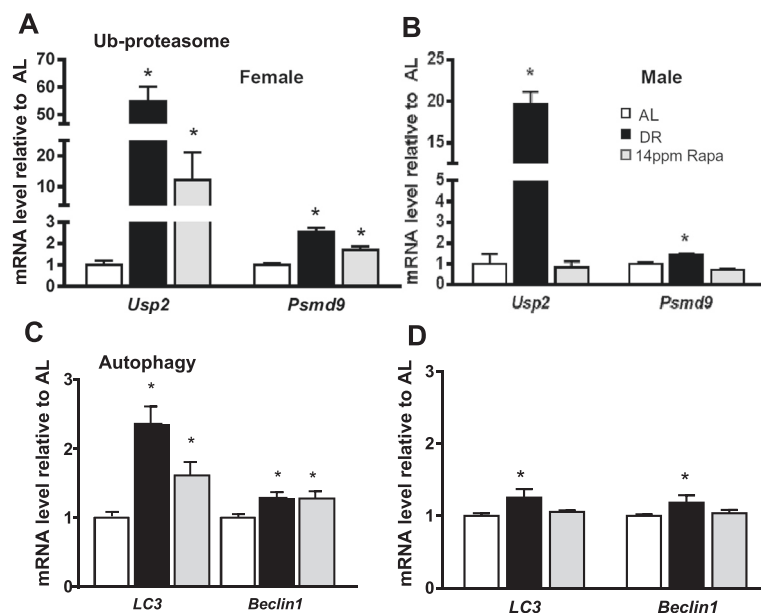 A
Ub-proteasome
Female
mRNA level relative to AL
70
60
50
20
10
3
2
1
0
*
*
*
*
Usp2
Psmd9
B
Male
AL
DR
14ppm Rapa
mRNA level relative to AL
25
20
15
5
4
3
2
1
0
*
*
Usp2
Psmd9
C
Autophagy
mRNA level relative to AL
3
2
1
0
*
*
*
*
LC3
Beclin1
D
mRNA level relative to AL
3
2
1
0
*
*
LC3
Beclin1